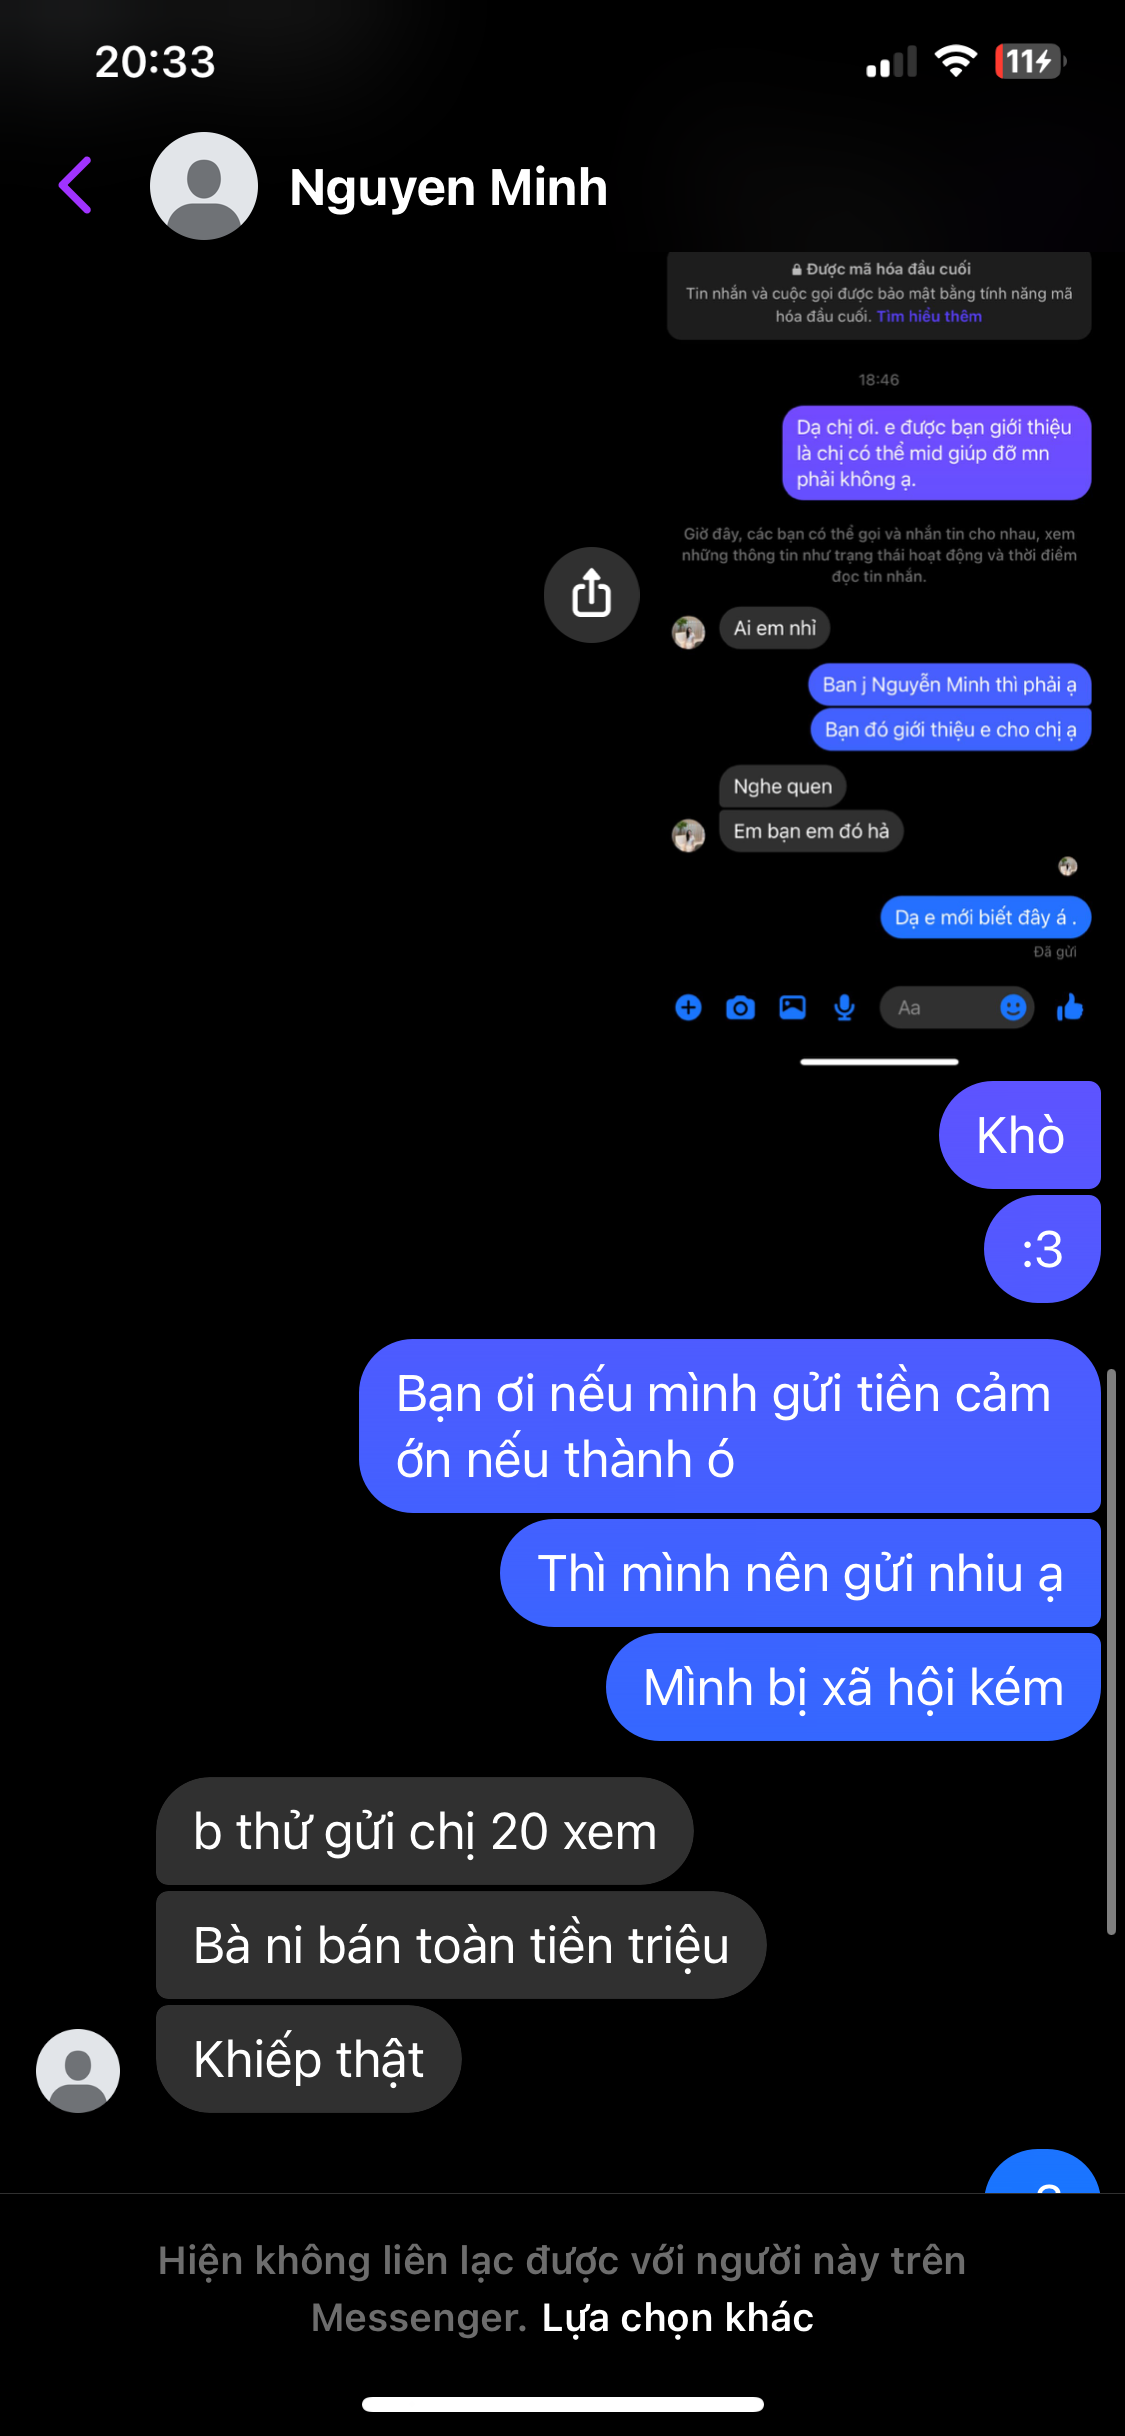 20:33
11
Nguyen Minh
Được mã hóa đầu cuối
Tin nhắn và cuộc gọi được bảo mật bằng tính năng mã
hóa đầu cuối. Tìm hiểu thêm
18:46
Dạ chị ơi. e được bạn giới thiệu
là chị có thể mid giúp đỡ mn
phải không ạ.
Giờ đây, các bạn có thể gọi và nhắn tin cho nhau, xem
những thông tin như trạng thái hoạt động và thời điểm
đọc tin nhắn.
Ai em nhỉ
Ban j Nguyễn Minh thì phải ạ
Bạn đó giới thiệu e cho chị ạ
Nghe quen
Em bạn em đó hả
Dạ e mới biết đây á .
Đã gửi
Aa
Khò
:3
Bạn ơi nếu mình gửi tiền cảm
ớn nếu thành ó
Thì mình nên gửi nhiu ạ
Mình bị xã hội kém
b thử gửi chị 20 xem
Bà ni bán toàn tiền triệu
Khiếp thật
Hiện không liên lạc được với người này trên
Messenger. Lựa chọn khác